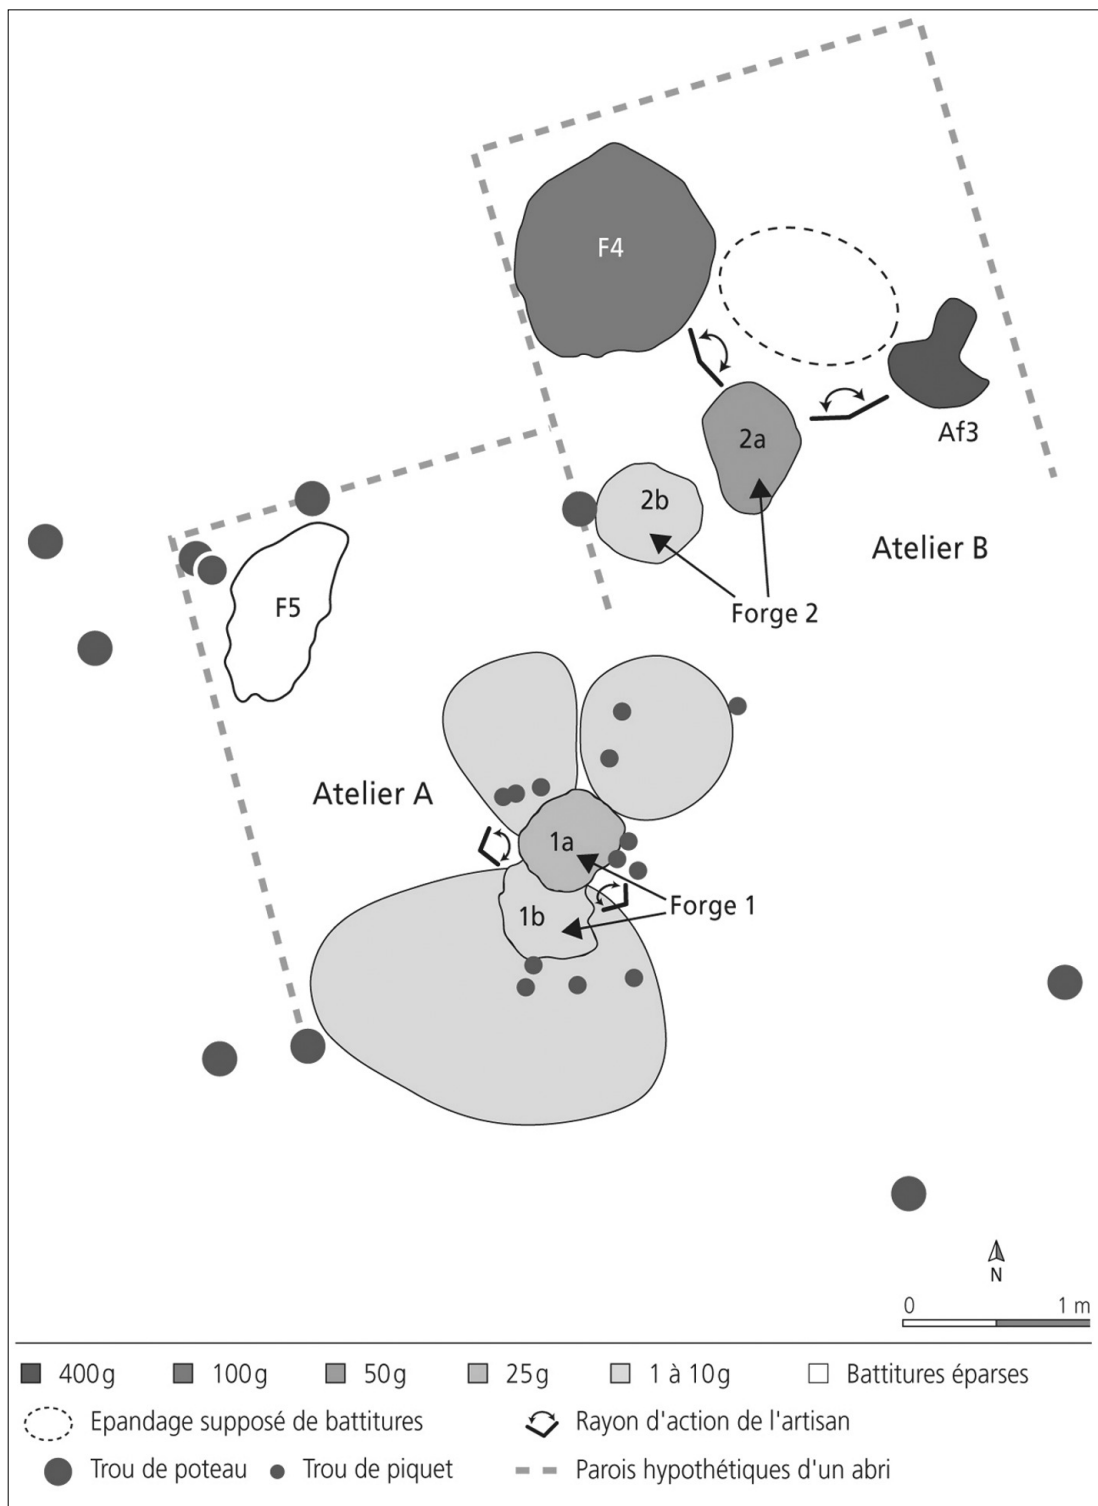 F4
2a
Af3
2b
Atelier B
F5
Forge 2
Atelier A
1a
Forge 1
1b
N
0 1 m
400g 100g 50g 25g 1 à 10g Battitures éparses
Epandage supposé de battitures Rayon d'action de l'artisan
Trou de poteau Trou de piquet Parois hypothétiques d'un abri